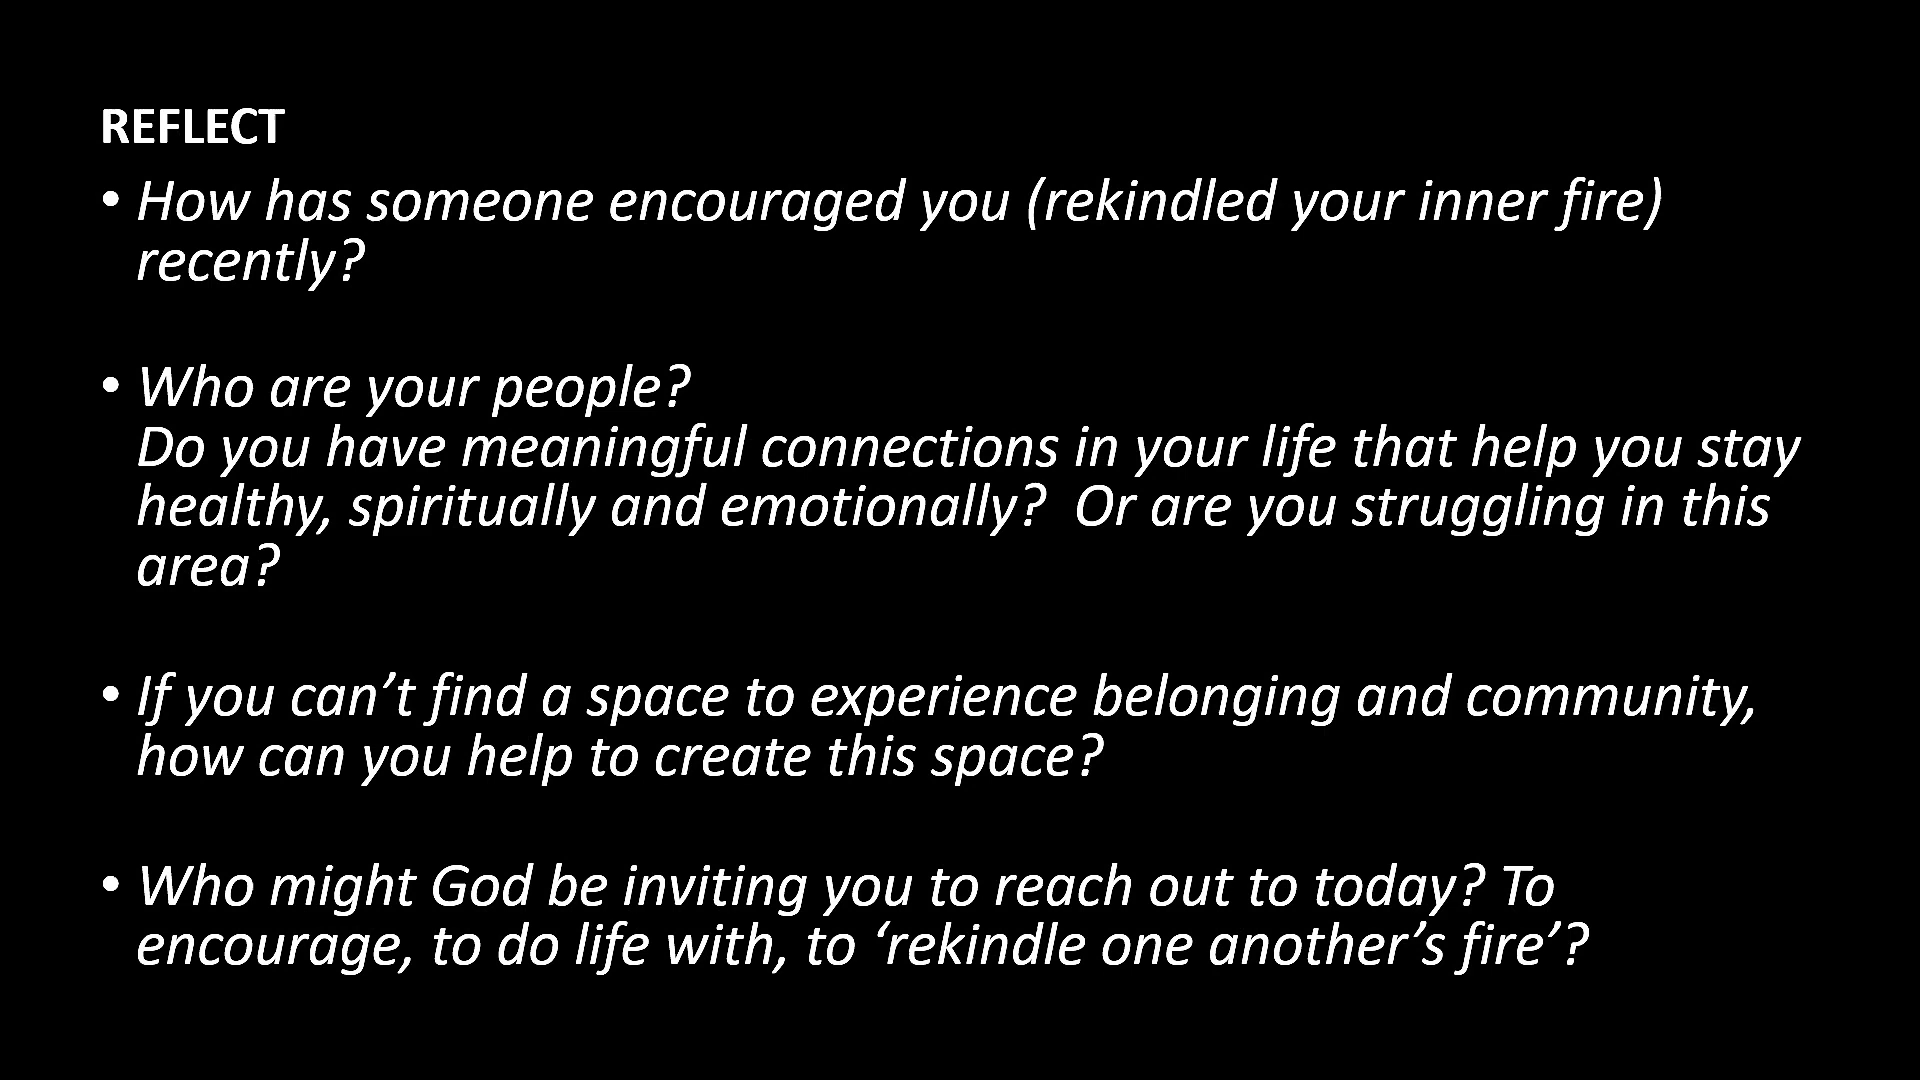 REFLECT
• How has someone encouraged you (rekindled your inner fire)
recently?
• Who are your people?
Do you have meaningful connections in your life that help you stay
healthy, spiritually and emotionally?  Or are you struggling in this
area?
• If you can’t find a space to experience belonging and community,
how can you help to create this space?
• Who might God be inviting you to reach out to today? To
encourage, to do life with, to ‘rekindle one another’s fire’?